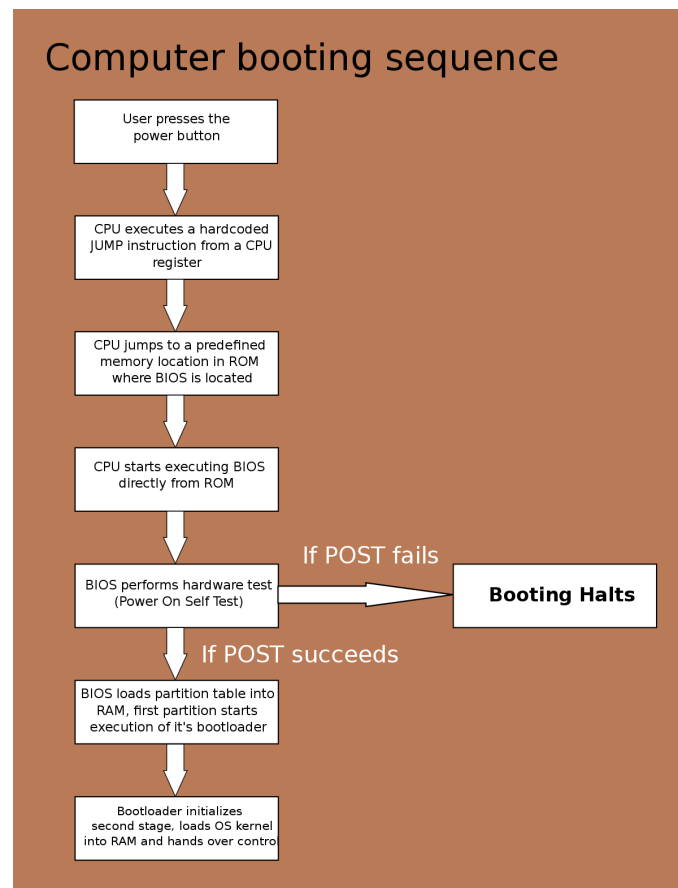 Computer booting sequence
User presses the
power button
CPU executes a hardcoded
JUMP instruction from a CPU
register
CPU jumps to a predefined
memory location in ROM
where BIOS is located
CPU starts executing BIOS
directly from ROM
If POST fails
BIOS performs hardware test
(Power On Self Test)
Booting Halts
If POST succeeds
BIOS loads partition table into
RAM, first partition starts
execution of it's bootloader
Bootloader initializes
second stage, loads OS kernel
into RAM and hands over control